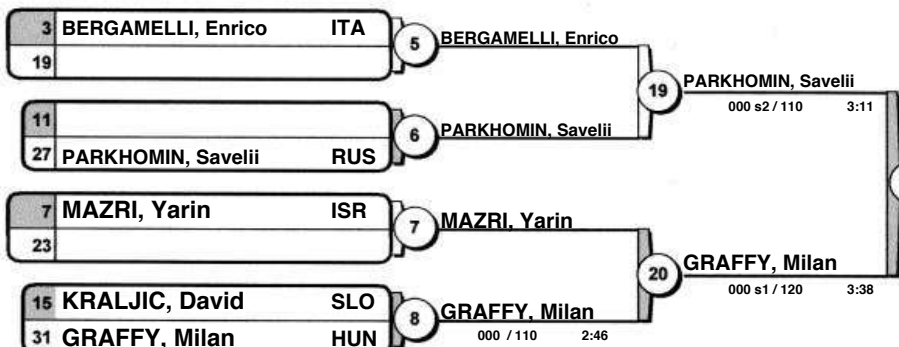 3 BERGAMELLI, Enrico ITA
19
5
BERGAMELLI, Enrico
11
27 PARKHOMIN, Savelii RUS
6
PARKHOMIN, Savelii
19
PARKHOMIN, Savelii
000 s2 / 110 3:11
7 MAZRI, Yarin ISR
23
7
MAZRI, Yarin
15 KRALJIC, David SLO
31 GRAFFY, Milan HUN
8
GRAFFY, Milan
000 / 110 2:46
20
GRAFFY, Milan
000 s1 / 120 3:38